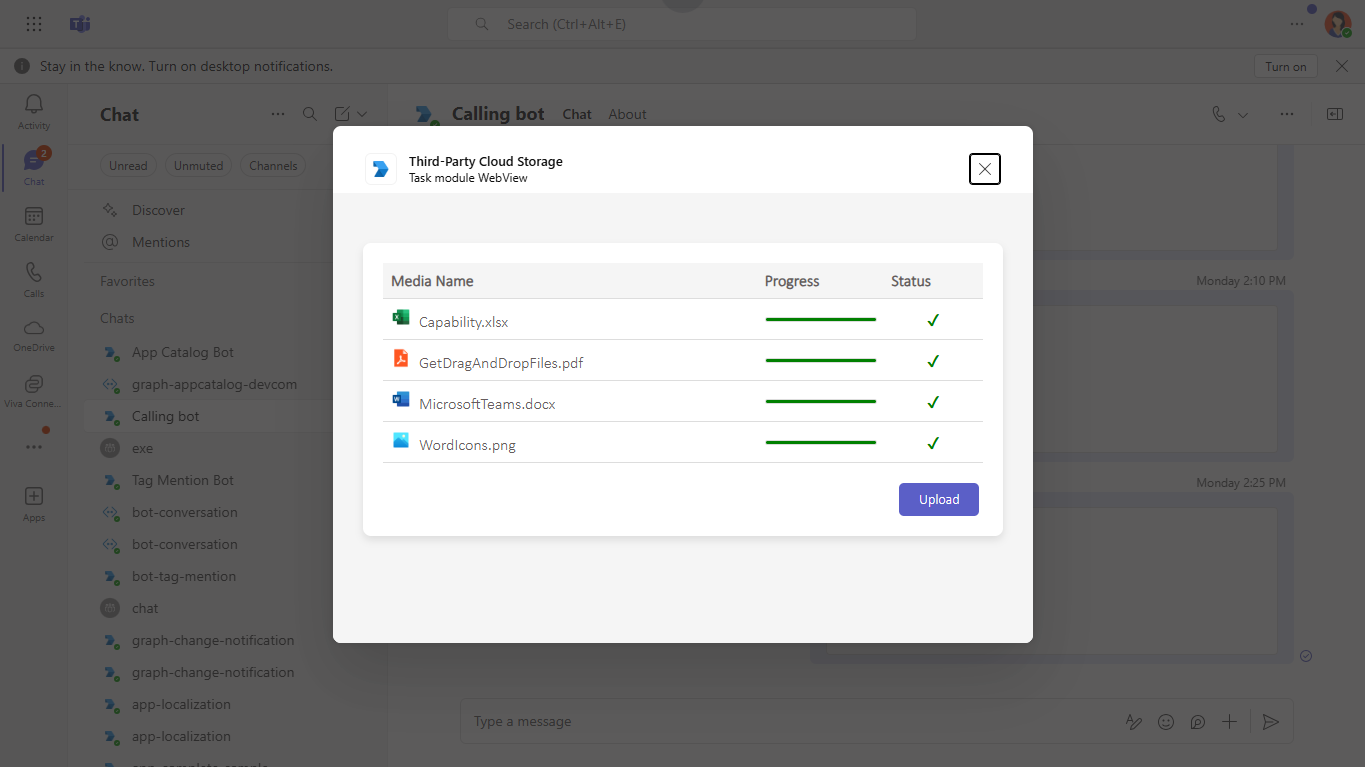 Search (Ctrl+Alt+E)
Stay in the know. Turn on desktop notifications.
Turn on
Activity
2
Chat
Calendar
Calls
OneDrive
Viva Conne...
Apps
Chat
Unread
Unmuted
Channels
Discover
Mentions
Favorites
Chats
App Catalog Bot
graph-appcatalog-devcom
Calling bot
exe
Tag Mention Bot
bot-conversation
bot-conversation
bot-tag-mention
chat
graph-change-notification
graph-change-notification
app-localization
app-localization
Calling bot Chat About
Third-Party Cloud Storage
Task module WebView
Media Name Progress Status
Capability.xlsx
GetDragAndDropFiles.pdf
MicrosoftTeams.docx
WordIcons.png
Upload
Monday 2:10 PM
Monday 2:25 PM
Type a message